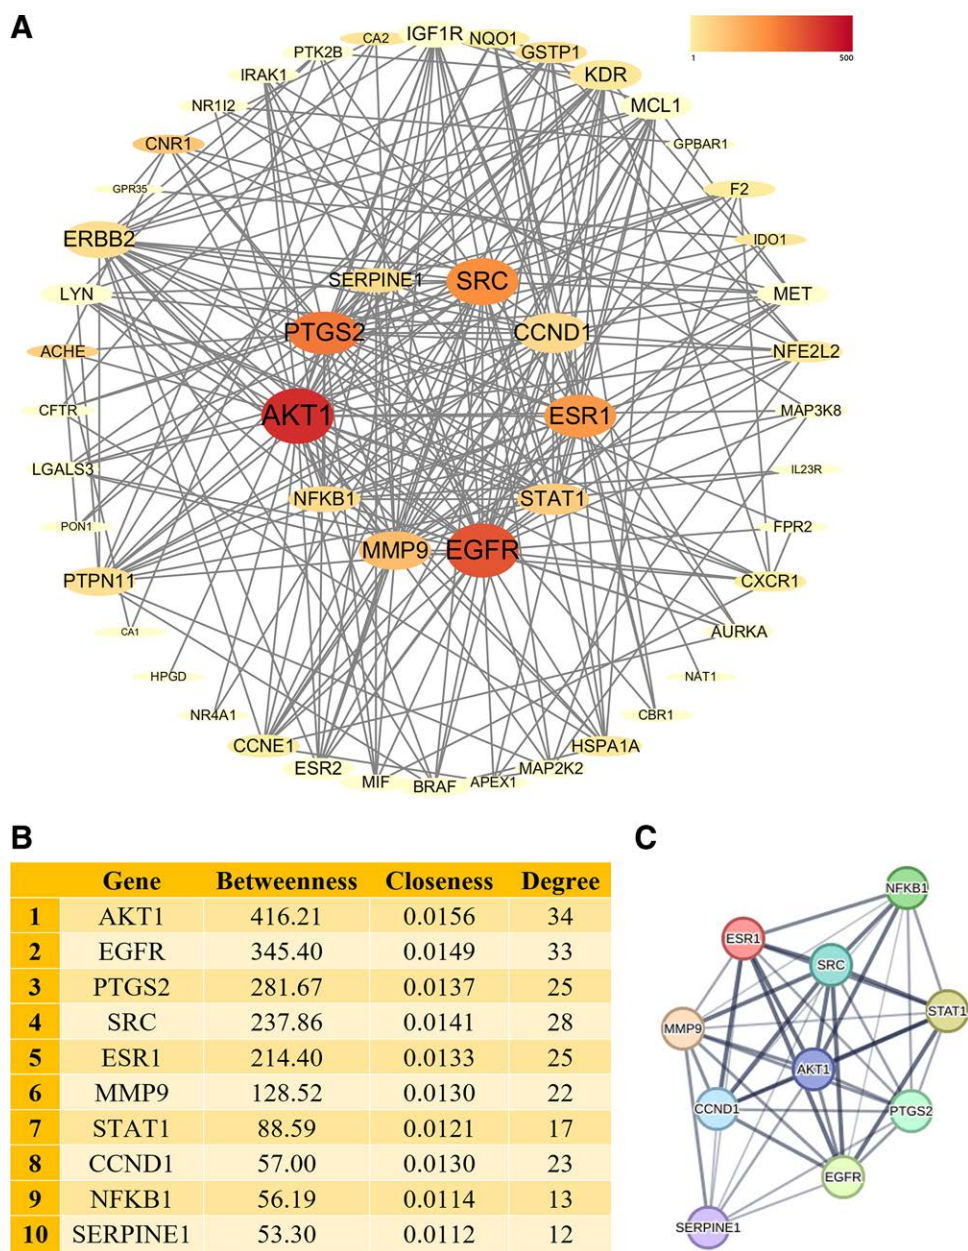 A
1 500
IGF1R
NQO1
CA2
PTK2B
GSTP1
IRAK1
KDR
NR1I2
MCL1
CNR1
GPBAR1
GPR35
F2
ERBB2
IDO1
SERPINE1
SRC
LYN
MET
PTGS2
CCND1
ACHE
NFE2L2
CFTR
AKT1
ESR1
MAP3K8
LGALS3
IL23R
NFKB1
STAT1
PON1
FPR2
MMP9
EGFR
PTPN11
CXCR1
CA1
AURKA
HPGD
NAT1
NR4A1
CBR1
CCNE1
HSPA1A
ESR2
MAP2K2
MIF
BRAF
APEX1
B
Gene Betweenness Closeness Degree
1 AKT1 416.21 0.0156 34
2 EGFR 345.40 0.0149 33
3 PTGS2 281.67 0.0137 25
4 SRC 237.86 0.0141 28
5 ESR1 214.40 0.0133 25
6 MMP9 128.52 0.0130 22
7 STAT1 88.59 0.0121 17
8 CCND1 57.00 0.0130 23
9 NFKB1 56.19 0.0114 13
10 SERPINE1 53.30 0.0112 12
C
NFKB1
ESR1
SRC
STAT1
MMP9
AKT1
CCND1
PTGS2
EGFR
SERPINE1